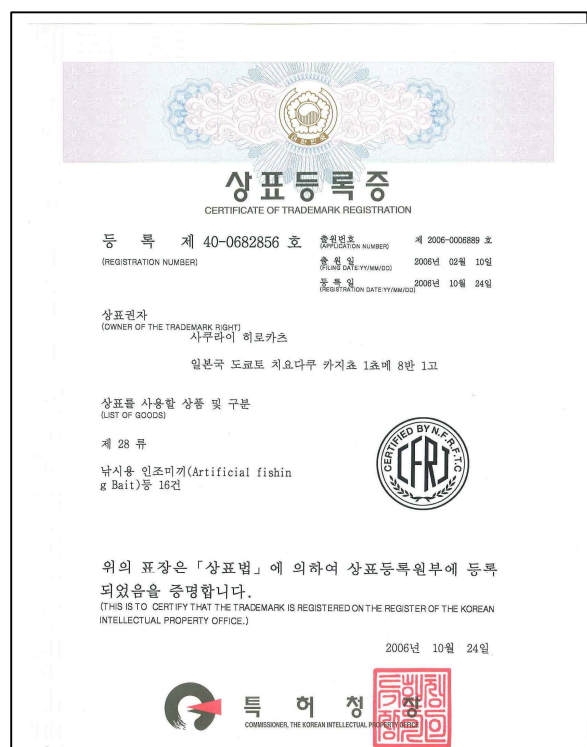 대한민국
상표등록증
CERTIFICATE OF TRADEMARK REGISTRATION
등 록 제 40-0682856 호
(REGISTRATION NUMBER)
출원번호 제 2006-0006889 호
(APPLICATION NUMBER)
출 원 일 2006년 02월 10일
(FILING DATE:YY/MM/DD)
등 록 일 2006년 10월 24일
(REGISTRATION DATE:YY/MM/DD)
상표권자
(OWNER OF THE TRADEMARK RIGHT)
사쿠라이 히로카츠
일본국 도쿄토 치요다쿠 카지쵸 1쵸메 8반 1고
상표를 사용할 상품 및 구분
(LIST OF GOODS)
제 28 류
낚시용 인조미끼(Artificial fishin
g Bait)등 16건
CERTIFIED BY N.F.R.F.T.C
CFRJ
위의 표장은「상표법」에 의하여 상표등록원부에 등록
되었음을 증명합니다.
(THIS IS TO CERTIFY THAT THE TRADEMARK IS REGISTERED ON THE REGISTER OF THE KOREAN
INTELLECTUAL PROPERTY OFFICE.)
2006년 10월 24일
특 허 청 장
COMMISSIONER, THE KOREAN INTELLECTUAL PROPERTY OFFICE